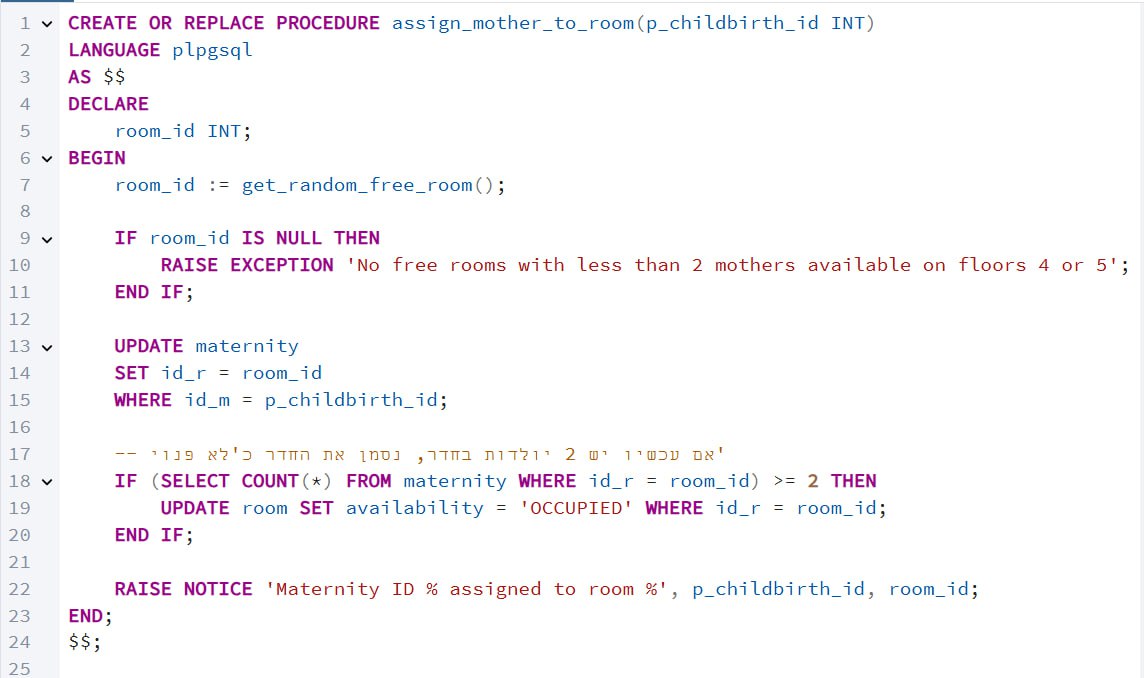 1 CREATE OR REPLACE PROCEDURE assign_mother_to_room(p_childbirth_id INT)
2 LANGUAGE plpgsql
3 AS $$
4 DECLARE
5 room_id INT;
6 BEGIN
7 room_id := get_random_free_room();
8
9 IF room_id IS NULL THEN
10 RAISE EXCEPTION 'No free rooms with less than 2 mothers available on floors 4 or 5';
11 END IF;
12
13 UPDATE maternity
14 SET id_r = room_id
15 WHERE id_m = p_childbirth_id;
16
17 -- אם עכשיו יש 2 יולדות בחדר, נסמן את החדר כ'לא פנוי'
18 IF (SELECT COUNT(*) FROM maternity WHERE id_r = room_id) >= 2 THEN
19 UPDATE room SET availability = 'OCCUPIED' WHERE id_r = room_id;
20 END IF;
21
22 RAISE NOTICE 'Maternity ID % assigned to room %', p_childbirth_id, room_id;
23 END;
24 $$;
25